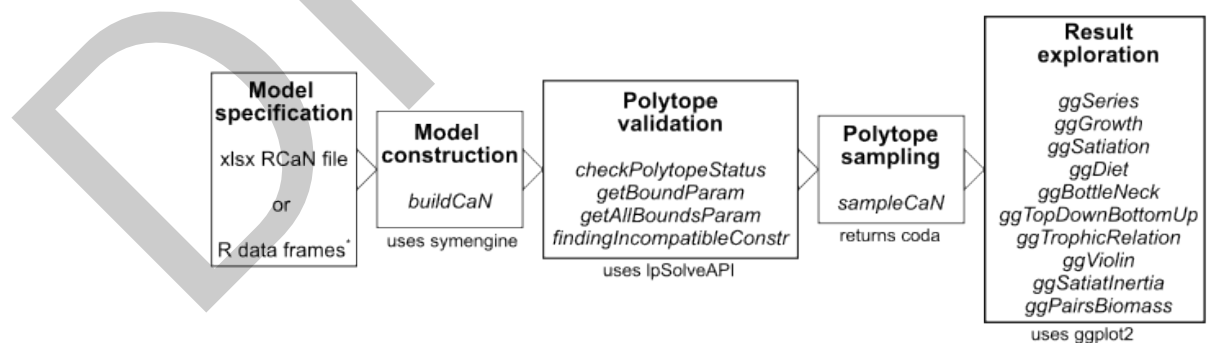 Model
specification
xlsx RCaN file
or
R data frames*
Model
construction
buildCaN
uses symengine
Polytope
validation
checkPolytopeStatus
getBoundParam
getAllBoundsParam
findingIncompatibleConstr
uses lpSolveAPI
Polytope
sampling
sampleCaN
returns coda
Result
exploration
ggSeries
ggGrowth
ggSatiation
ggDiet
ggBottleNeck
ggTopDownBottomUp
ggTrophicRelation
ggViolin
ggSatiatInertia
ggPairsBiomass
uses ggplot2